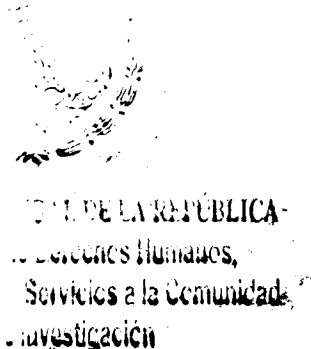 DE LA REPÚBLICA
Derechos Humanos,
Servicios a la Comunidad
Investigación